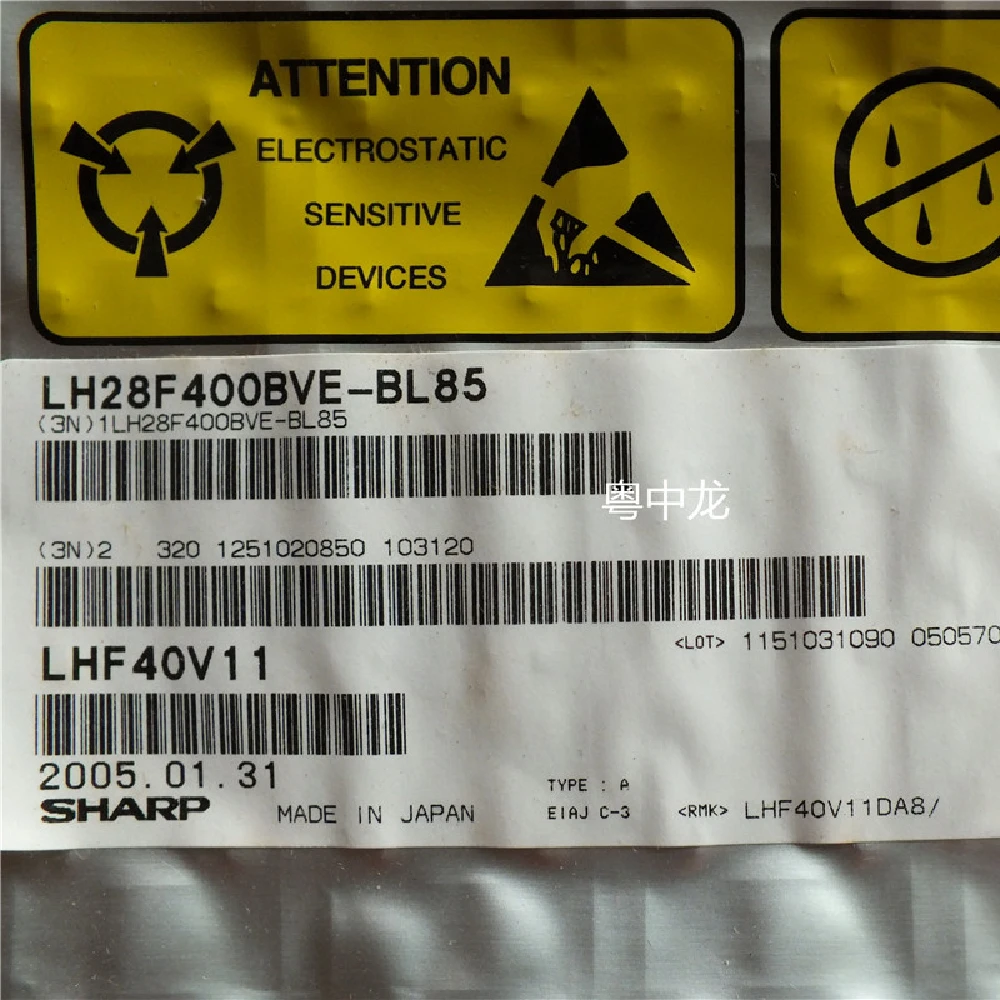 ATTENTION
ELECTROSTATIC
SENSITIVE
DEVICES
LH28F400BVE-BL85
(3N)1LH28F400BVE-BL85
粤中龙
(3N)2 320 1251020850 103120
<LOT> 1151031090 050570
LHF40V11
2005.01.31
TYPE : A
SHARP MADE IN JAPAN EIAJ C-3 <RMK> LHF40V11DA8/